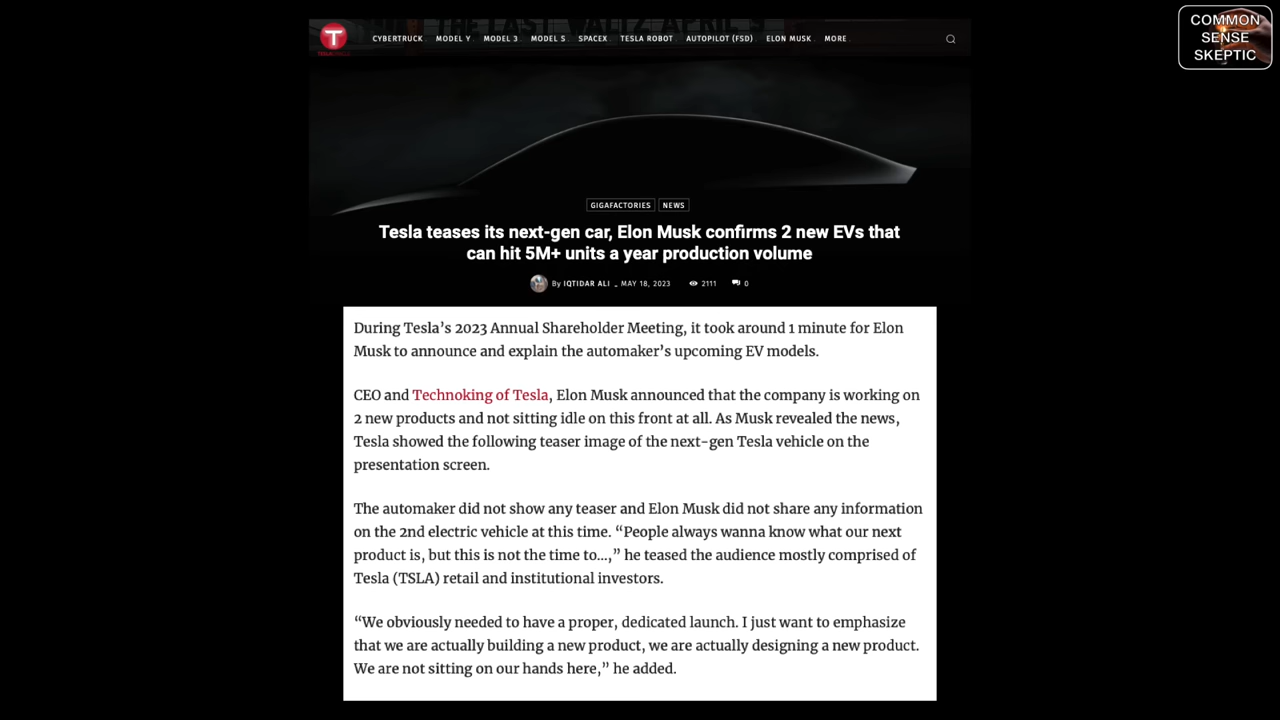 THE LAST WALTZ APRIL 9
COMMON
SENSE
SKEPTIC
T
CYBERTRUCK MODEL Y MODEL 3 MODEL S SPACEX TESLA ROBOT AUTOPILOT (FSD) ELON MUSK MORE
GIGAFACTORIES NEWS
Tesla teases its next-gen car, Elon Musk confirms 2 new EVs that
can hit 5M+ units a year production volume
By IQTIDAR ALI - MAY 18, 2023 2111 0
During Tesla’s 2023 Annual Shareholder Meeting, it took around 1 minute for Elon
Musk to announce and explain the automaker’s upcoming EV models.
CEO and Technoking of Tesla, Elon Musk announced that the company is working on
2 new products and not sitting idle on this front at all. As Musk revealed the news,
Tesla showed the following teaser image of the next-gen Tesla vehicle on the
presentation screen.
The automaker did not show any teaser and Elon Musk did not share any information
on the 2nd electric vehicle at this time. “People always wanna know what our next
product is, but this is not the time to…,” he teased the audience mostly comprised of
Tesla (TSLA) retail and institutional investors.
“We obviously needed to have a proper, dedicated launch. I just want to emphasize
that we are actually building a new product, we are actually designing a new product.
We are not sitting on our hands here,” he added.